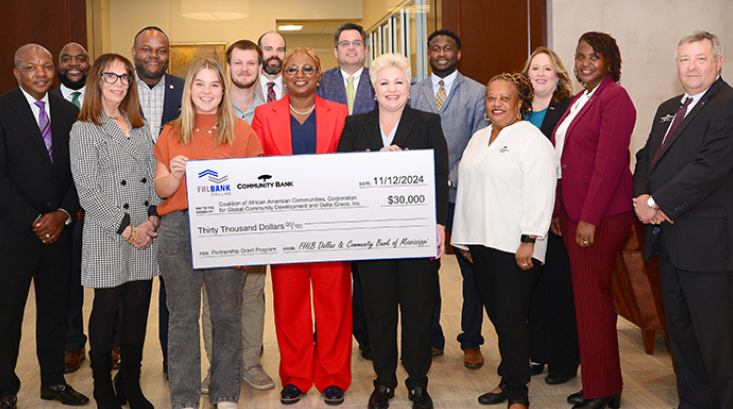 FHLBANK
DALLAS
COMMUNITY BANK
DATE: 11/12/2024
PAY TO THE
ORDER OF:
Coalition of African American Communities, Corporation
for Global Community Development and Delta Grace, Inc.
$30,000
Thirty Thousand Dollars 00/100
FOR: Partnership Grant Program
FROM: FHLB Dallas & Community Bank of Mississippi